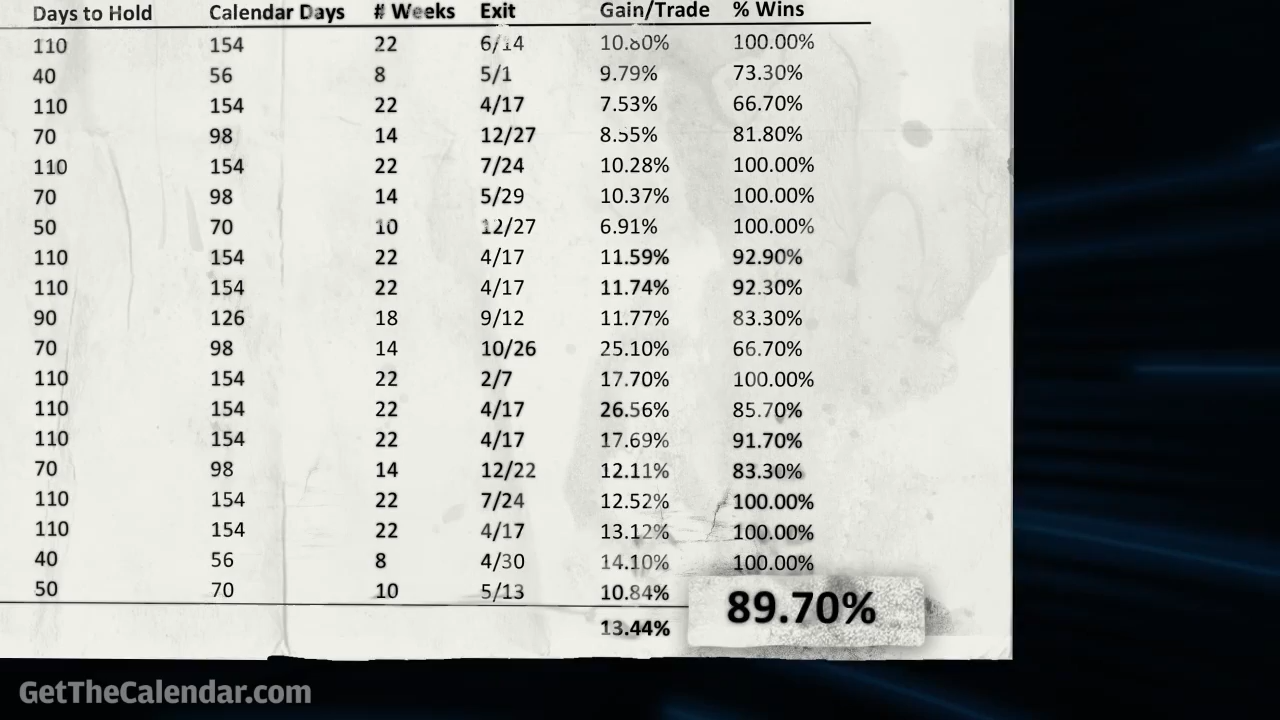 Days to Hold Calendar Days # Weeks Exit Gain/Trade % Wins
110 154 22 6/14 10.80% 100.00%
40 56 8 5/1 9.79% 73.30%
110 154 22 4/17 7.53% 66.70%
70 98 14 12/27 8.55% 81.80%
110 154 22 7/24 10.28% 100.00%
70 98 14 5/29 10.37% 100.00%
50 70 10 12/27 6.91% 100.00%
110 154 22 4/17 11.59% 92.90%
110 154 22 4/17 11.74% 92.30%
90 126 18 9/12 11.77% 83.30%
70 98 14 10/26 25.10% 66.70%
110 154 22 2/7 17.70% 100.00%
110 154 22 4/17 26.56% 85.70%
110 154 22 4/17 17.69% 91.70%
70 98 14 12/22 12.11% 83.30%
110 154 22 7/24 12.52% 100.00%
110 154 22 4/17 13.12% 100.00%
40 56 8 4/30 14.10% 100.00%
50 70 10 5/13 10.84%
13.44% 89.70%
GetTheCalendar.com